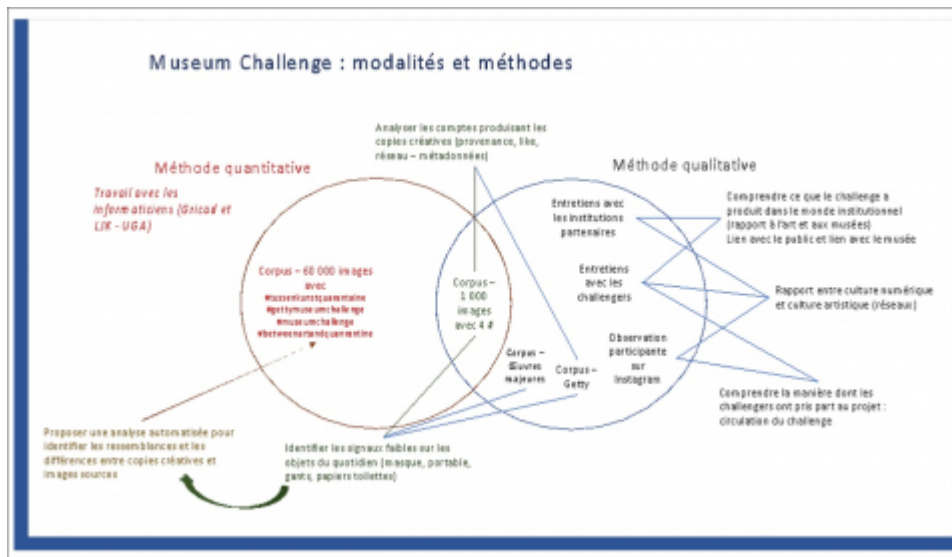 Museum Challenge : modalités et méthodes
Analyser les comptes produisant les
copies créatives (provenance, like,
réseau – métadonnées)
Méthode quantitative
Méthode qualitative
Travail avec les
informaticiens (Gricad et
LIK - UGA)
Entretiens avec
les institutions
partenaires
Comprendre ce que le challenge a
produit dans le monde institutionnel
(rapport à l'art et aux musées)
Lien avec le public et lien avec le musée
Corpus – 60 000 images
avec
#tussenkunstquarantaine
#gettymuseumchallenge
#museumchallenge
#betweenartandquarantine
Corpus –
1 000
images
avec 4 #
Entretiens
avec les
challengers
Rapport entre culture numérique
et culture artistique (réseaux)
Observation
participante
sur
Instagram
Corpus –
Œuvres
majeures
Corpus –
Getty
Comprendre la manière dont les
challengers ont pris part au projet :
circulation du challenge
Proposer une analyse automatisée pour
identifier les ressemblances et les
différences entre copies créatives et
images sources
Identifier les signaux faibles sur les
objets du quotidien (masque, portable,
gants, papiers toilettes)